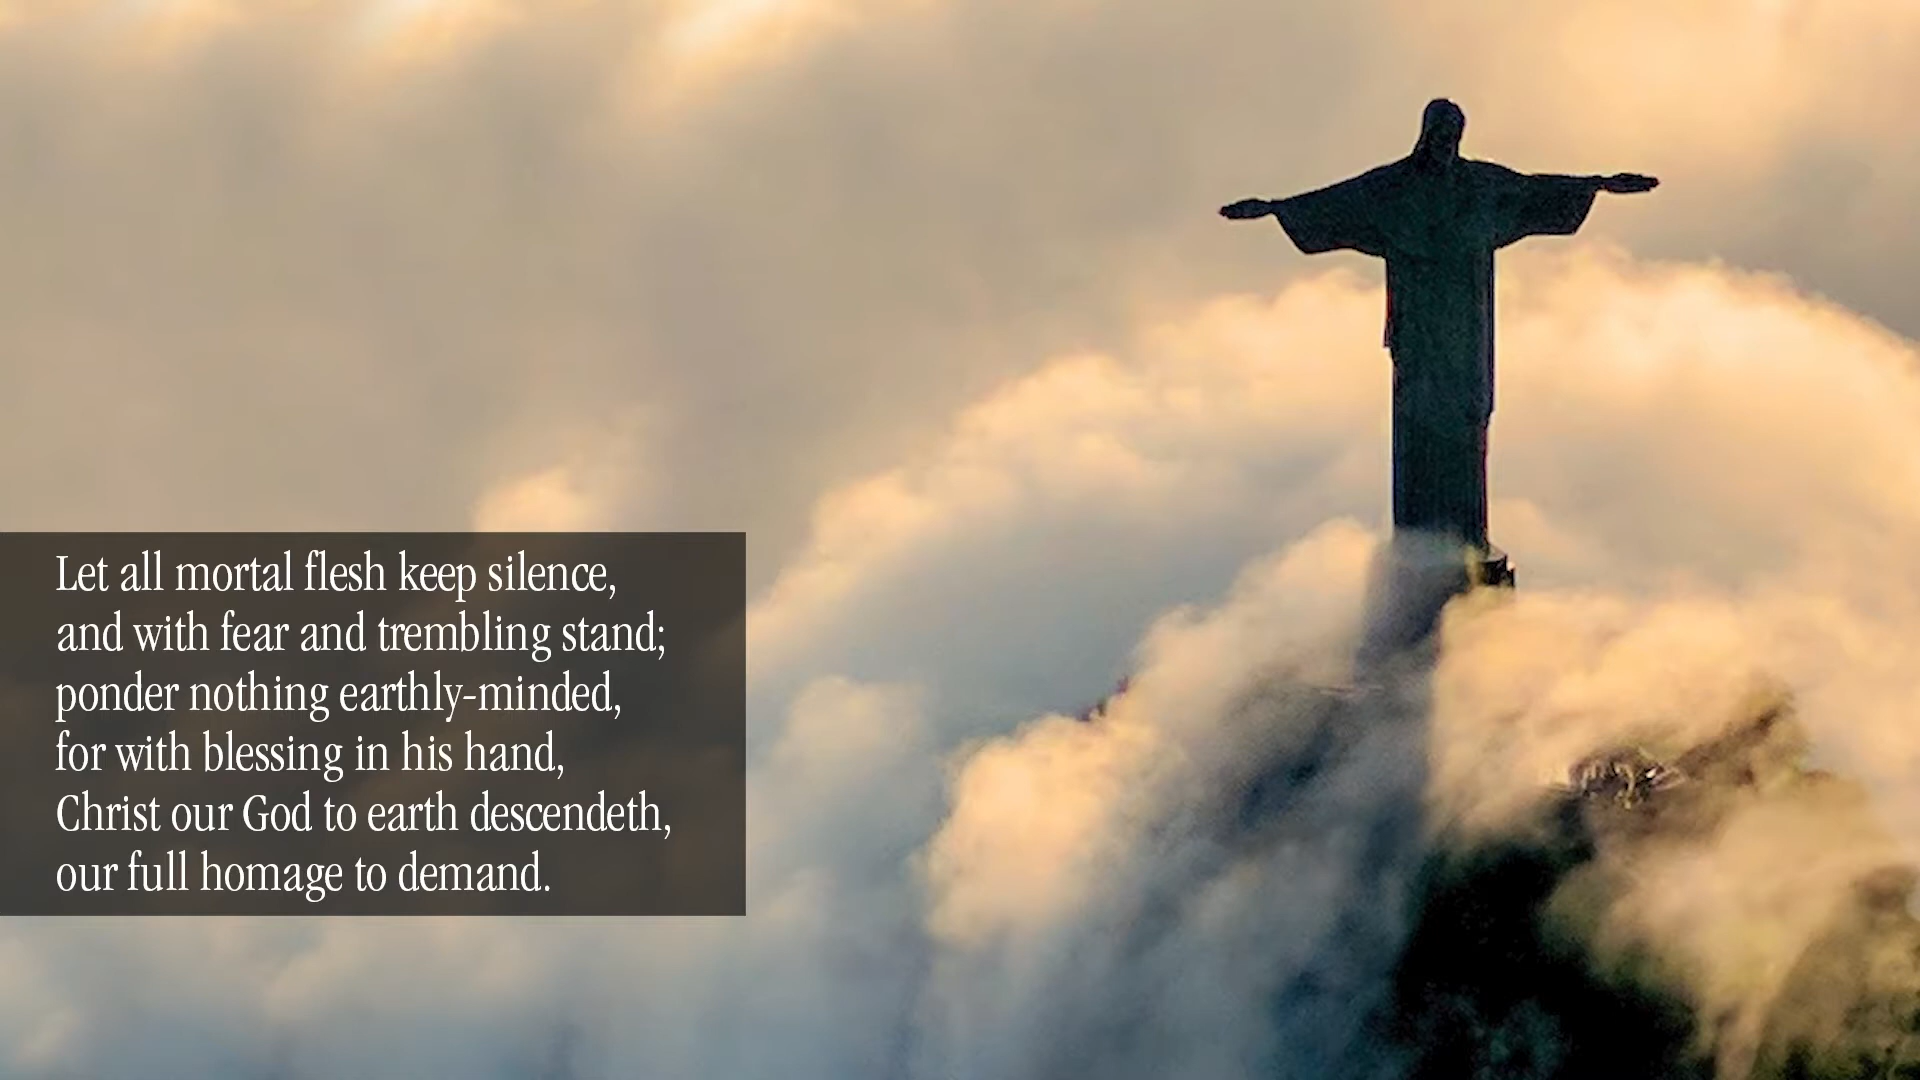 Let all mortal flesh keep silence,
and with fear and trembling stand;
ponder nothing earthly-minded,
for with blessing in his hand,
Christ our God to earth descendeth,
our full homage to demand.